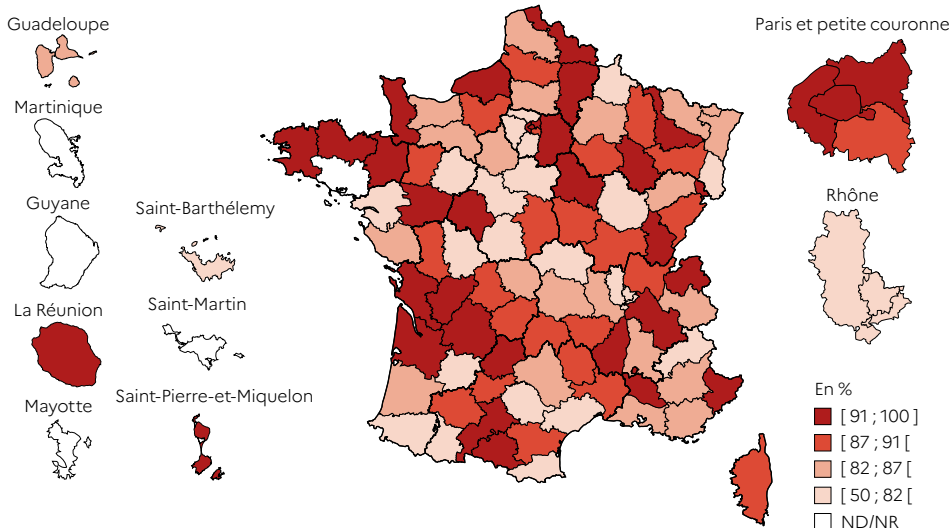 Guadeloupe
Martinique
Guyane
La Réunion
Mayotte
Saint-Barthélemy
Saint-Martin
Saint-Pierre-et-Miquelon
Paris et petite couronne
Rhône
En %
[ 91 ; 100 ]
[ 87 ; 91 [
[ 82 ; 87 [
[ 50 ; 82 [
ND/NR